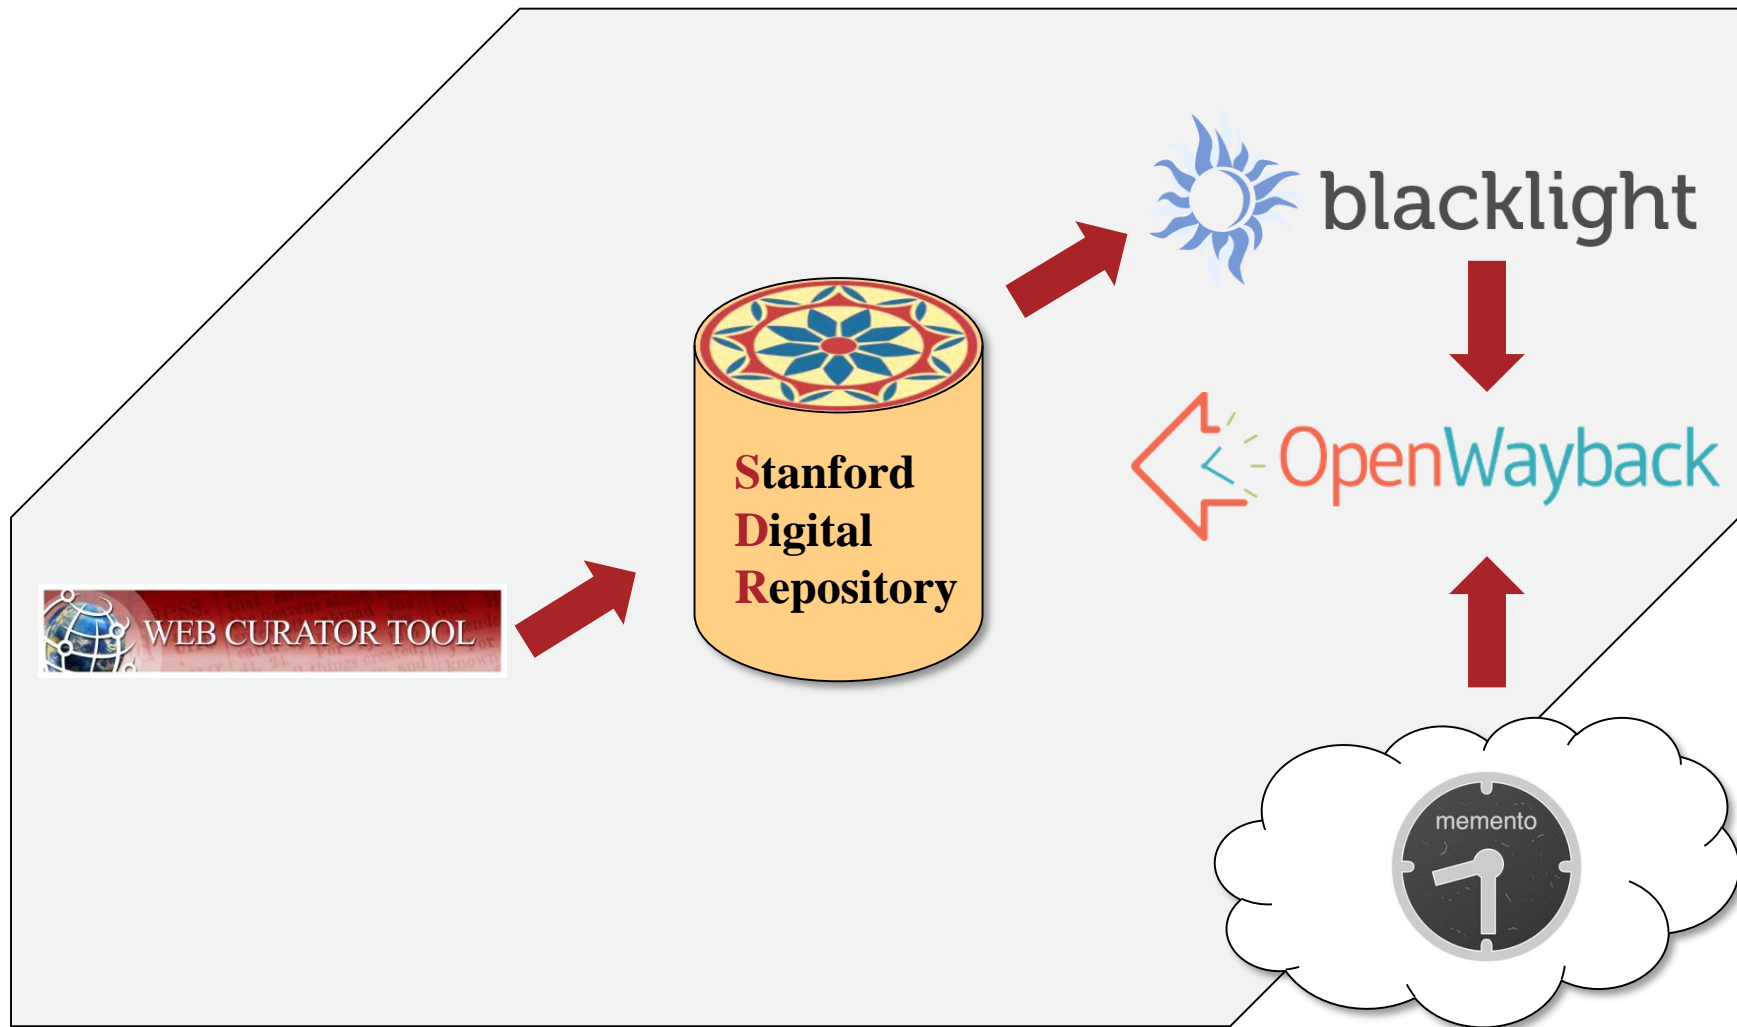 blacklight
OpenWayback
Stanford
Digital
Repository
WEB CURATOR TOOL
memento